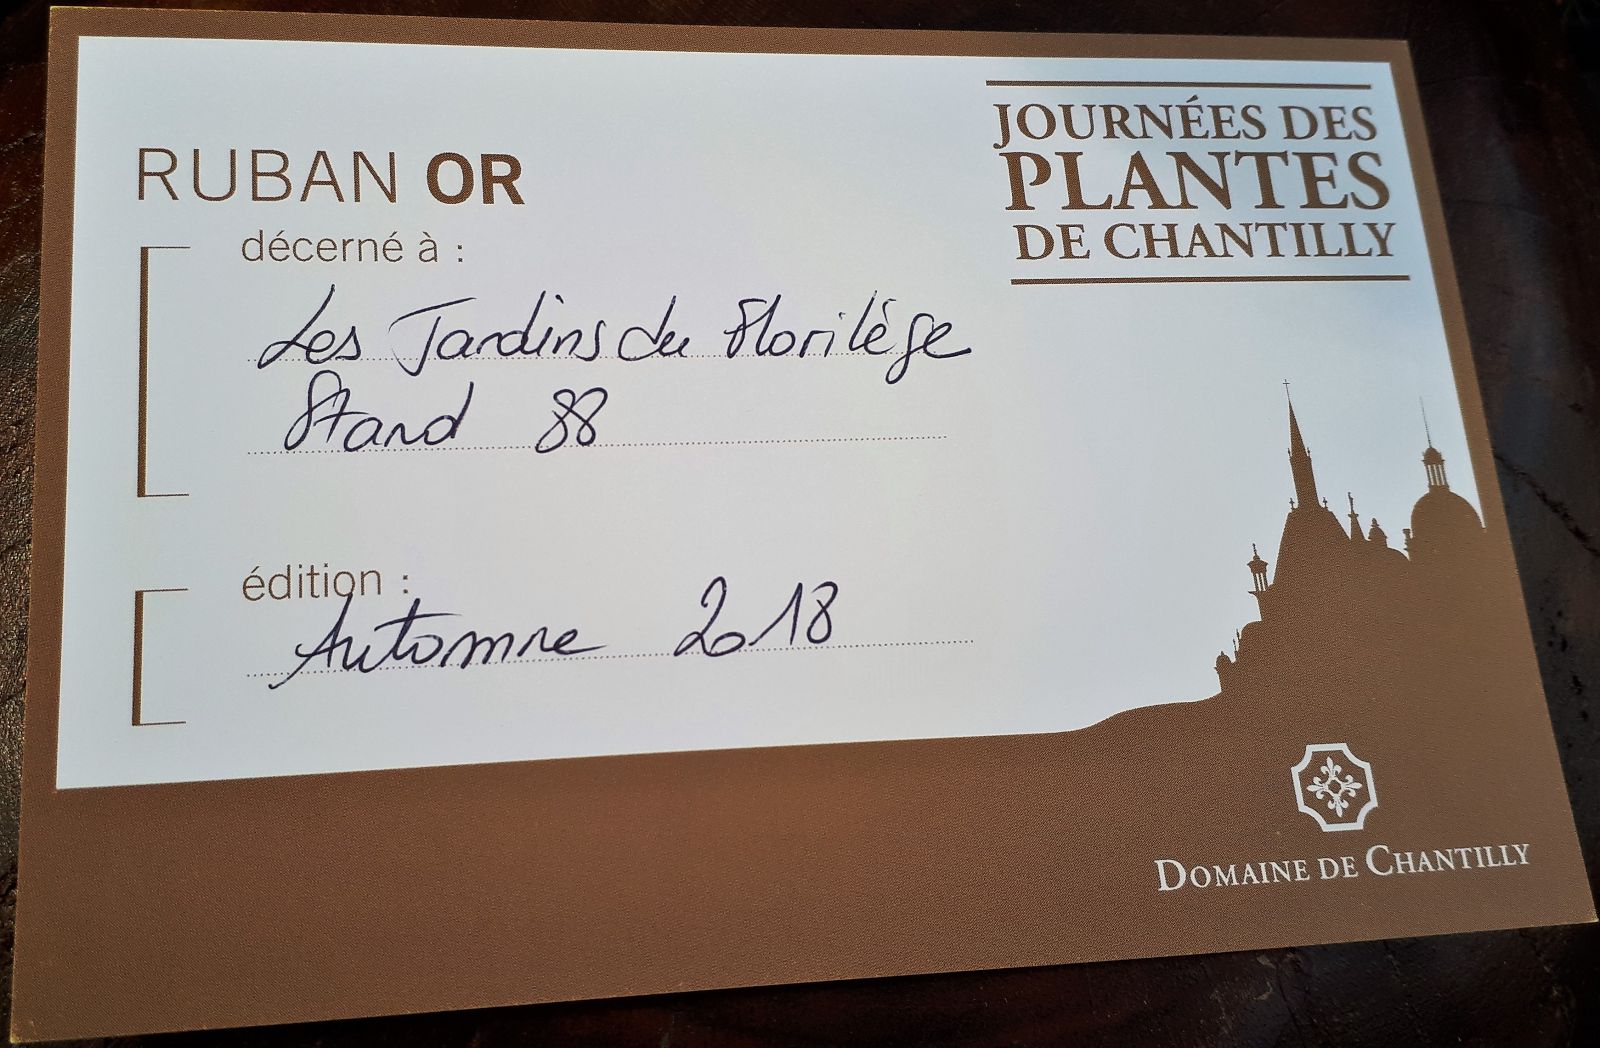 RUBAN OR
décerné à :
Les Jardins du Florilège
Stand 88
édition :
Automne 2018
JOURNÉES DES
PLANTES
DE CHANTILLY
DOMAINE DE CHANTILLY